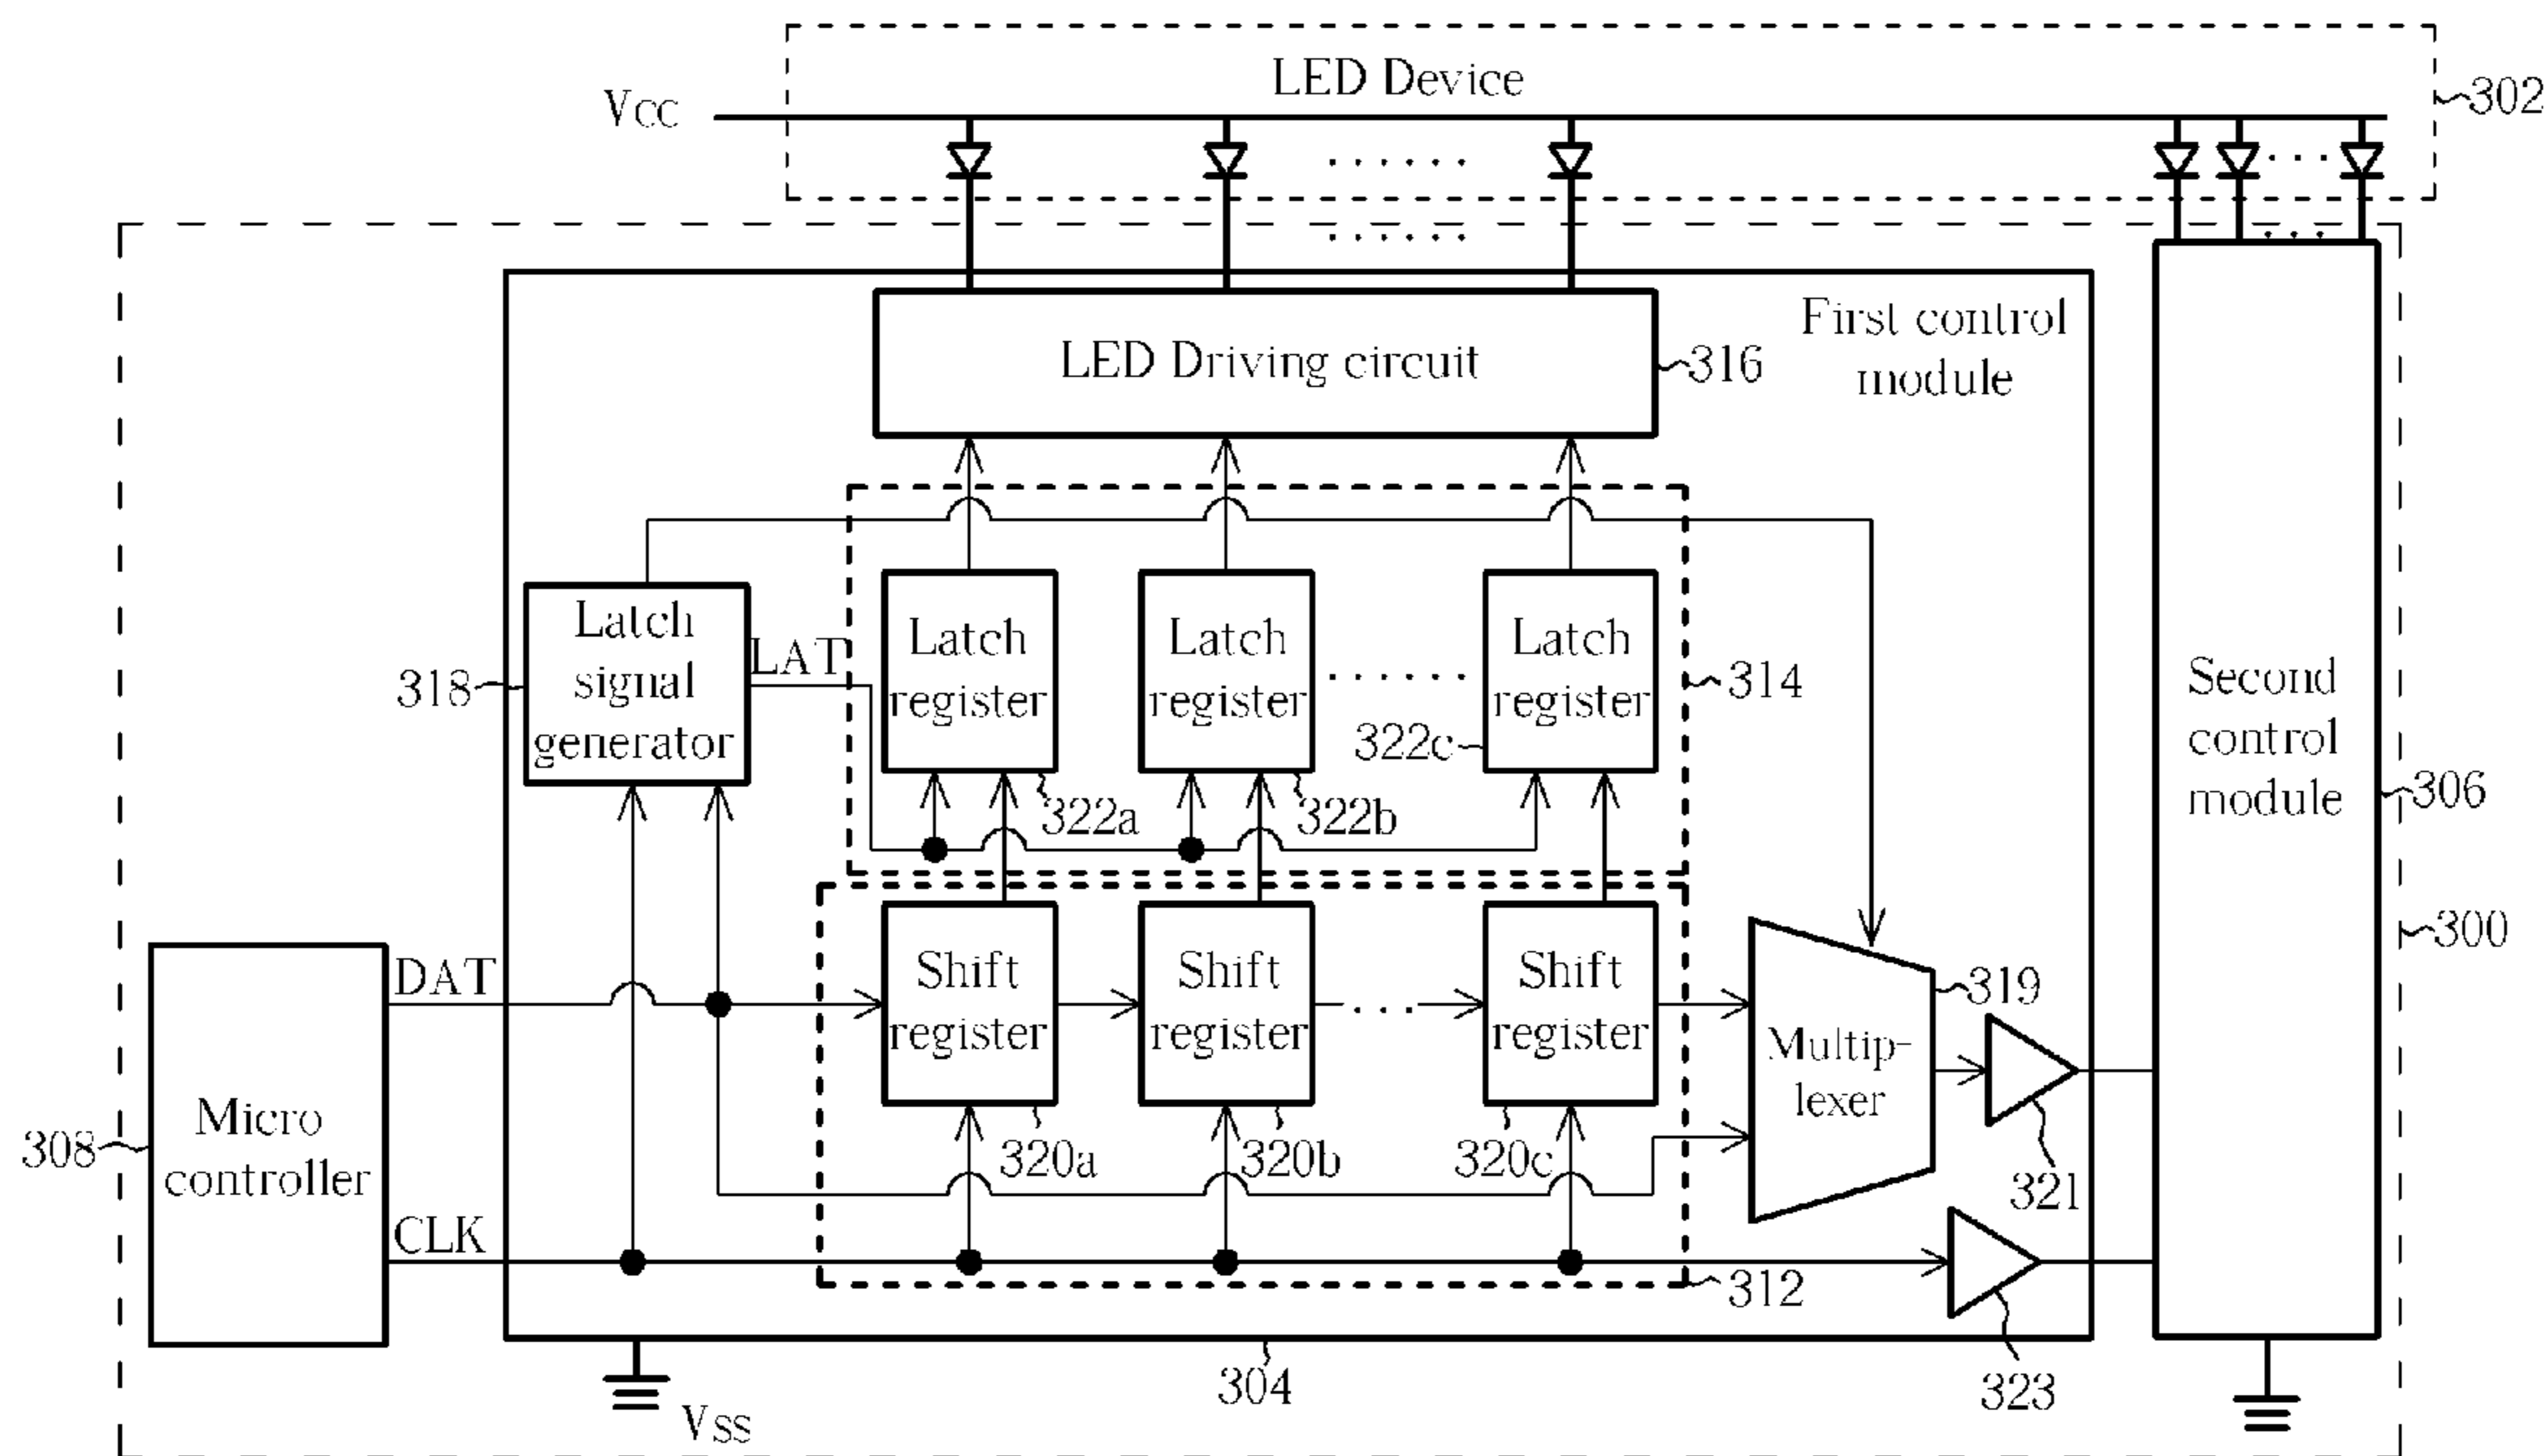 LED Device
VCC
302
First control
module
LED Driving circuit
316
Latch
signal
generator
318
LAT
Latch
register
Latch
register
......
Latch
register
314
322a
322b
322c
Second
control
module
306
300
DAT
Shift
register
Shift
register
...
Shift
register
319
Multip-
lexer
Micro
controller
308
320a
320b
320c
321
CLK
312
304
323
VSS